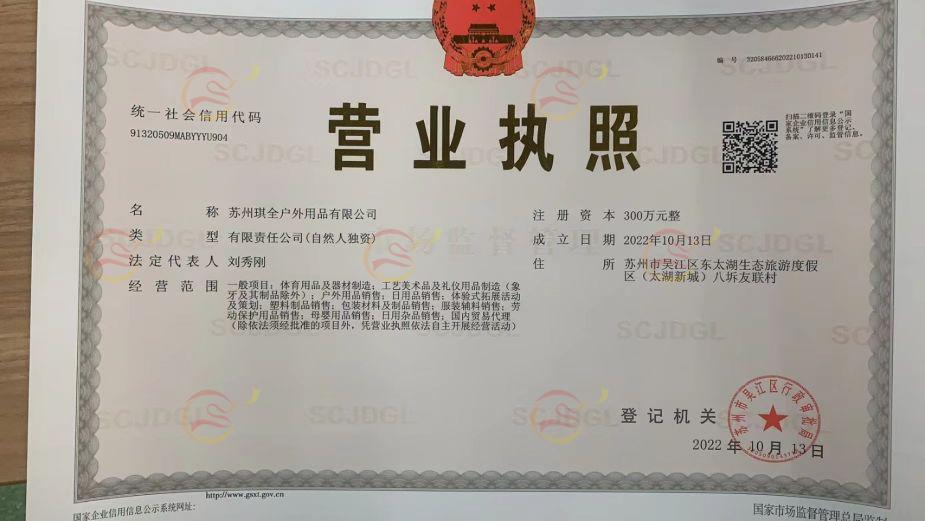 编 号 320584666202210130141
统一社会信用代码
91320509MABYYYU904
营业执照
扫描二维码登录“国
家企业信用信息公示
系统”了解更多登记、
备案、许可、监管信息。
名 称 苏州琪全户外用品有限公司
类 型 有限责任公司(自然人独资)
法定代表人 刘秀刚
经营范围 一般项目：体育用品及器材制造；工艺美术品及礼仪用品制造（象
牙及其制品除外）；户外用品销售；日用品销售；体验式拓展活动
及策划；塑料制品销售；包装材料及制品销售；服装辅料销售；劳
动保护用品销售；母婴用品销售；日用杂品销售；国内贸易代理
（除依法须经批准的项目外，凭营业执照依法自主开展经营活动）
注册资本 300万元整
成立日期 2022年10月13日
住 所 苏州市吴江区东太湖生态旅游度假
区（太湖新城）八坼友联村
SCJDGL
市场监督管理
登记机关
苏州市吴江区行政审批局
2022 年 10 月 13 日
http://www.gsxt.gov.cn
国家企业信用信息公示系统网址:
国家市场监督管理总局监制